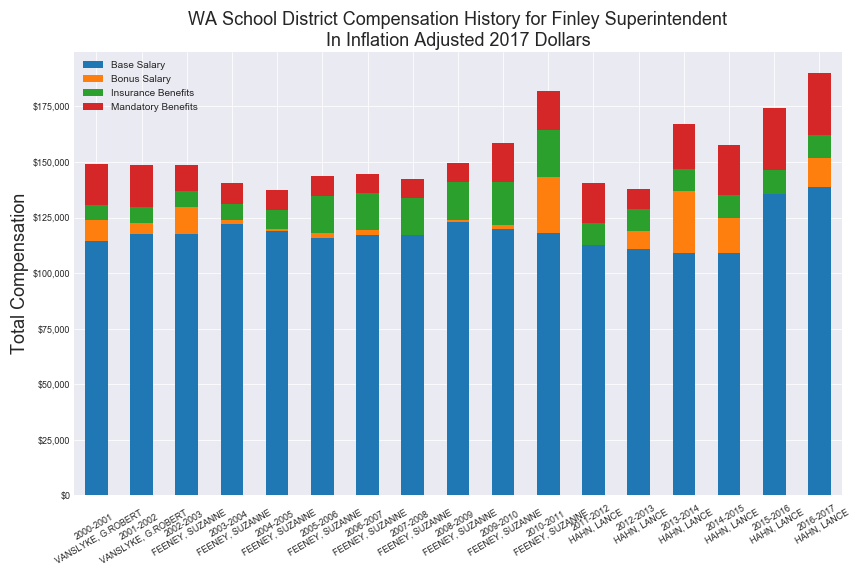 WA School District Compensation History for Finley Superintendent
In Inflation Adjusted 2017 Dollars
Base Salary
Bonus Salary
Insurance Benefits
Mandatory Benefits
Total Compensation
$175,000
$150,000
$125,000
$100,000
$75,000
$50,000
$25,000
$0
2000-2001
VANSLYKE, G.ROBERT
2001-2002
VANSLYKE, G.ROBERT
2002-2003
FEENEY, SUZANNE
2003-2004
FEENEY, SUZANNE
2004-2005
FEENEY, SUZANNE
2005-2006
FEENEY, SUZANNE
2006-2007
FEENEY, SUZANNE
2007-2008
FEENEY, SUZANNE
2008-2009
FEENEY, SUZANNE
2009-2010
FEENEY, SUZANNE
2010-2011
FEENEY, SUZANNE
2011-2012
HAHN, LANCE
2012-2013
HAHN, LANCE
2013-2014
HAHN, LANCE
2014-2015
HAHN, LANCE
2015-2016
HAHN, LANCE
2016-2017
HAHN, LANCE